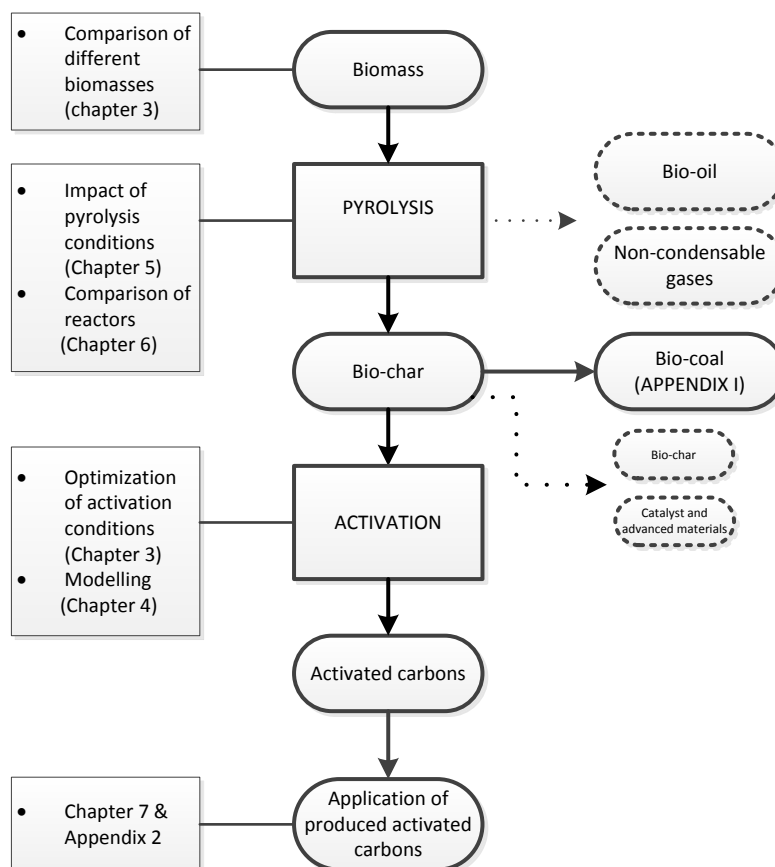 • Comparison of
different
biomasses
(chapter 3)
Biomass
• Impact of
pyrolysis
conditions
(Chapter 5)
• Comparison of
reactors
(Chapter 6)
PYROLYSIS
Bio-oil
Non-condensable
gases
Bio-char
Bio-coal
(APPENDIX I)
Bio-char
Catalyst and
advanced materials
• Optimization
of activation
conditions
(Chapter 3)
• Modelling
(Chapter 4)
ACTIVATION
Activated carbons
• Chapter 7 &
Appendix 2
Application of
produced activated
carbons